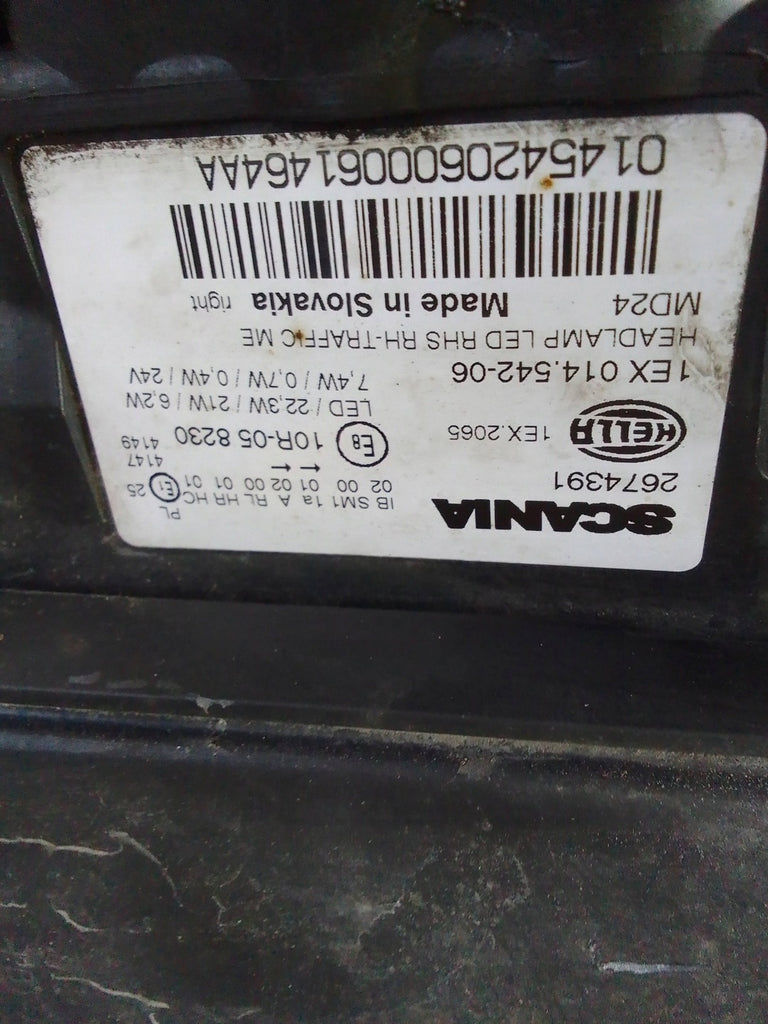 SCANIA
2674391
IB SM1 1a A RL HR HC PL
02 00 01 02 00 01 01
E1 25
← ←
4147
4149
HELLA 1EX.2065
E8 10R-05 8230
LED / 22,3W / 21W / 6,2W
7,4W / 0,7W / 0,4W / 24V
1EX 014.542-06
HEADLAMP LED RHS RH-TRAFFIC ME
MD24
Made in Slovakia right
0145420600061464AA